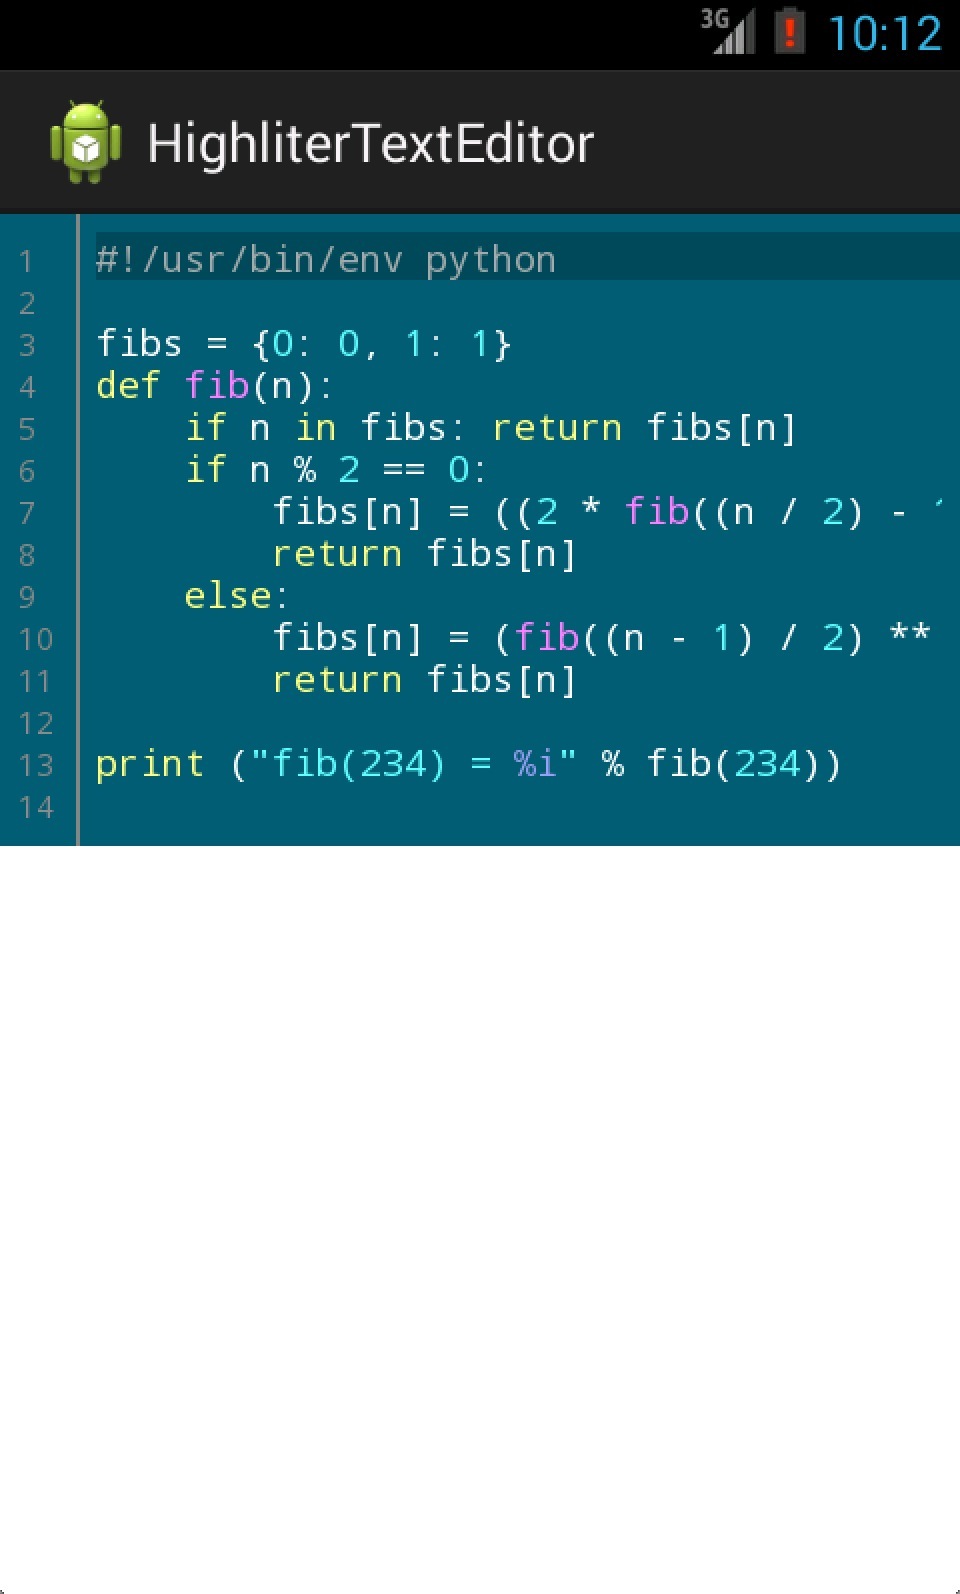 3G 10:12
HighliterTextEditor
1 #!/usr/bin/env python
2
3 fibs = {0: 0, 1: 1}
4 def fib(n):
5     if n in fibs: return fibs[n]
6     if n % 2 == 0:
7         fibs[n] = ((2 * fib((n / 2) -
8         return fibs[n]
9     else:
10         fibs[n] = (fib((n - 1) / 2) **
11         return fibs[n]
12
13 print ("fib(234) = %i" % fib(234))
14